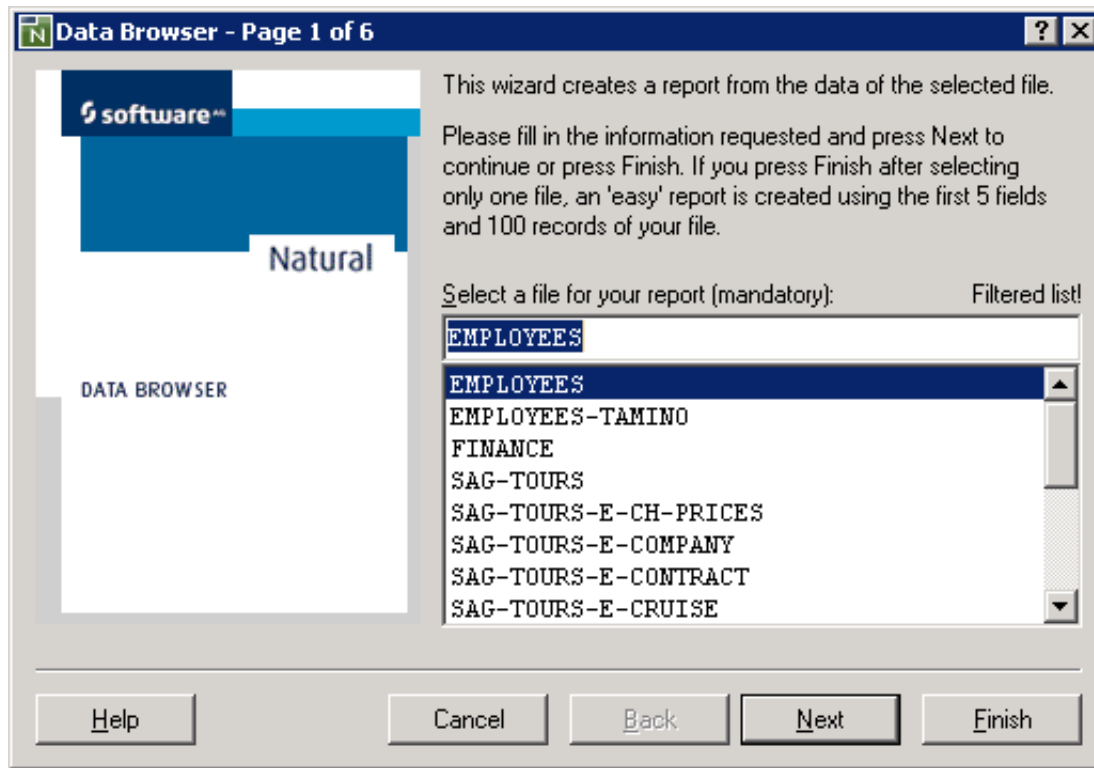 Data Browser - Page 1 of 6
software AG
Natural
DATA BROWSER
This wizard creates a report from the data of the selected file.
Please fill in the information requested and press Next to
continue or press Finish. If you press Finish after selecting
only one file, an 'easy' report is created using the first 5 fields
and 100 records of your file.
Select a file for your report (mandatory): Filtered list!
EMPLOYEES
EMPLOYEES
EMPLOYEES-TAMINO
FINANCE
SAG-TOURS
SAG-TOURS-E-CH-PRICES
SAG-TOURS-E-COMPANY
SAG-TOURS-E-CONTRACT
SAG-TOURS-E-CRUISE
Help Cancel Back Next Finish